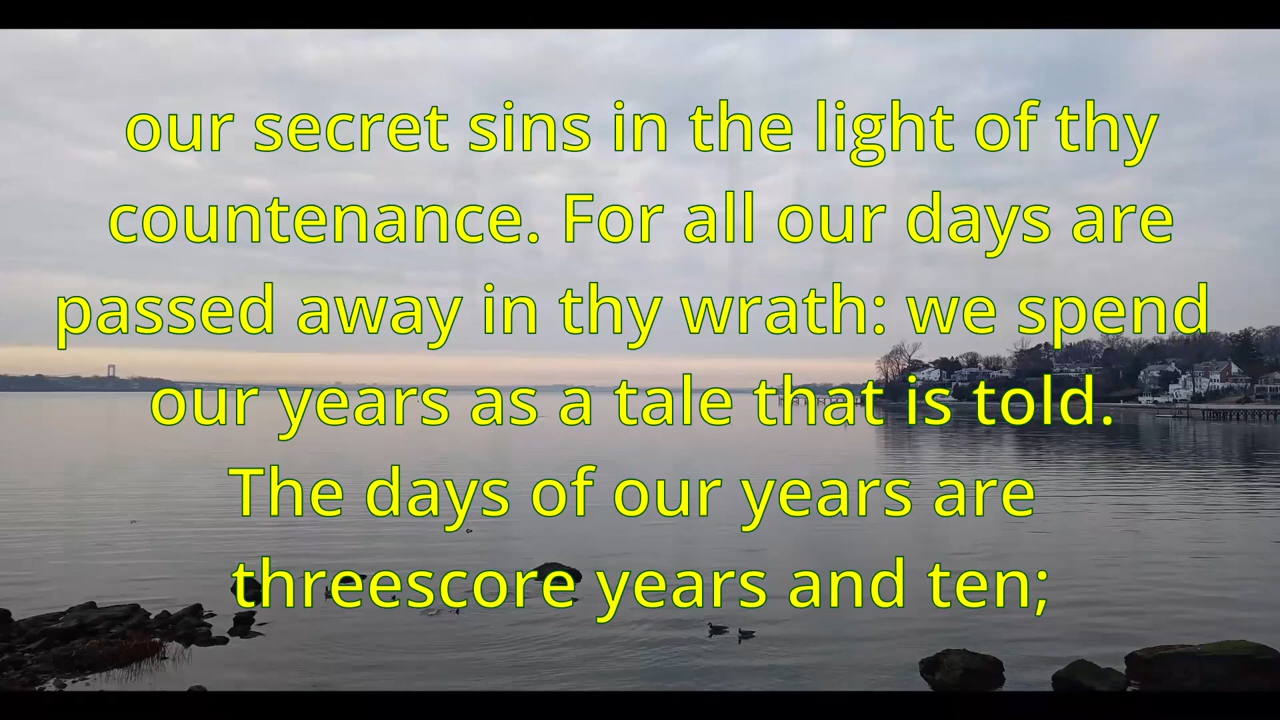 our secret sins in the light of thy
countenance. For all our days are
passed away in thy wrath: we spend
our years as a tale that is told.
The days of our years are
threescore years and ten;